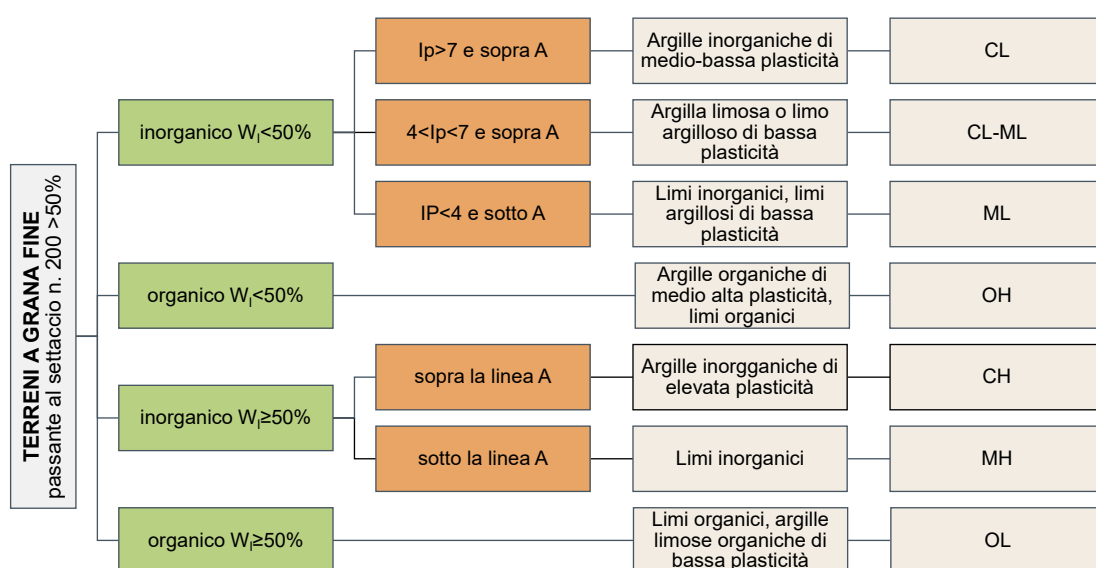 TERRENI A GRANA FINE
passante al settaccio n. 200 >50%
inorganico Wl<50%
Ip>7 e sopra A
Argille inorganiche di
medio-bassa plasticità
CL
4<Ip<7 e sopra A
Argilla limosa o limo
argilloso di bassa
plasticità
CL-ML
IP<4 e sotto A
Limi inorganici, limi
argillosi di bassa
plasticità
ML
organico Wl<50%
Argille organiche di
medio alta plasticità,
limi organici
OH
inorganico Wl≥50%
sopra la linea A
Argille inorgganiche di
elevata plasticità
CH
sotto la linea A
Limi inorganici
MH
organico Wl≥50%
Limi organici, argille
limose organiche di
bassa plasticità
OL